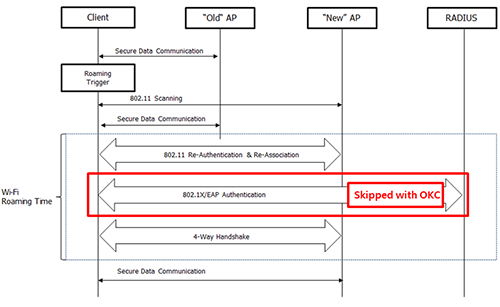 Client
"Old" AP
"New" AP
RADIUS
Secure Data Communication
Roaming
Trigger
802.11 Scanning
Secure Data Communication
802.11 Re-Authentication & Re-Association
Wi-Fi
Roaming Time
802.1X/EAP Authentication
Skipped with OKC
4-Way Handshake
Secure Data Communication